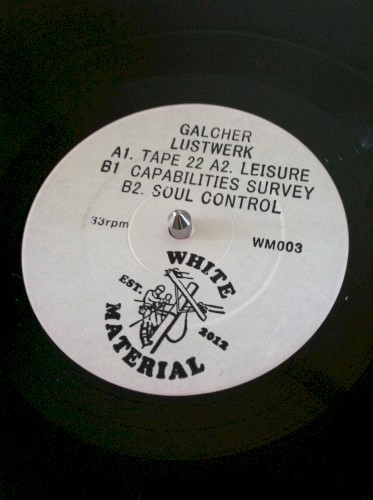 GALCHER
LUSTWERK
A1. TAPE 22 A2. LEISURE
B1 CAPABILITIES SURVEY
B2. SOUL CONTROL
33rpm
WM003
WHITE
EST. 2012
MATERIAL